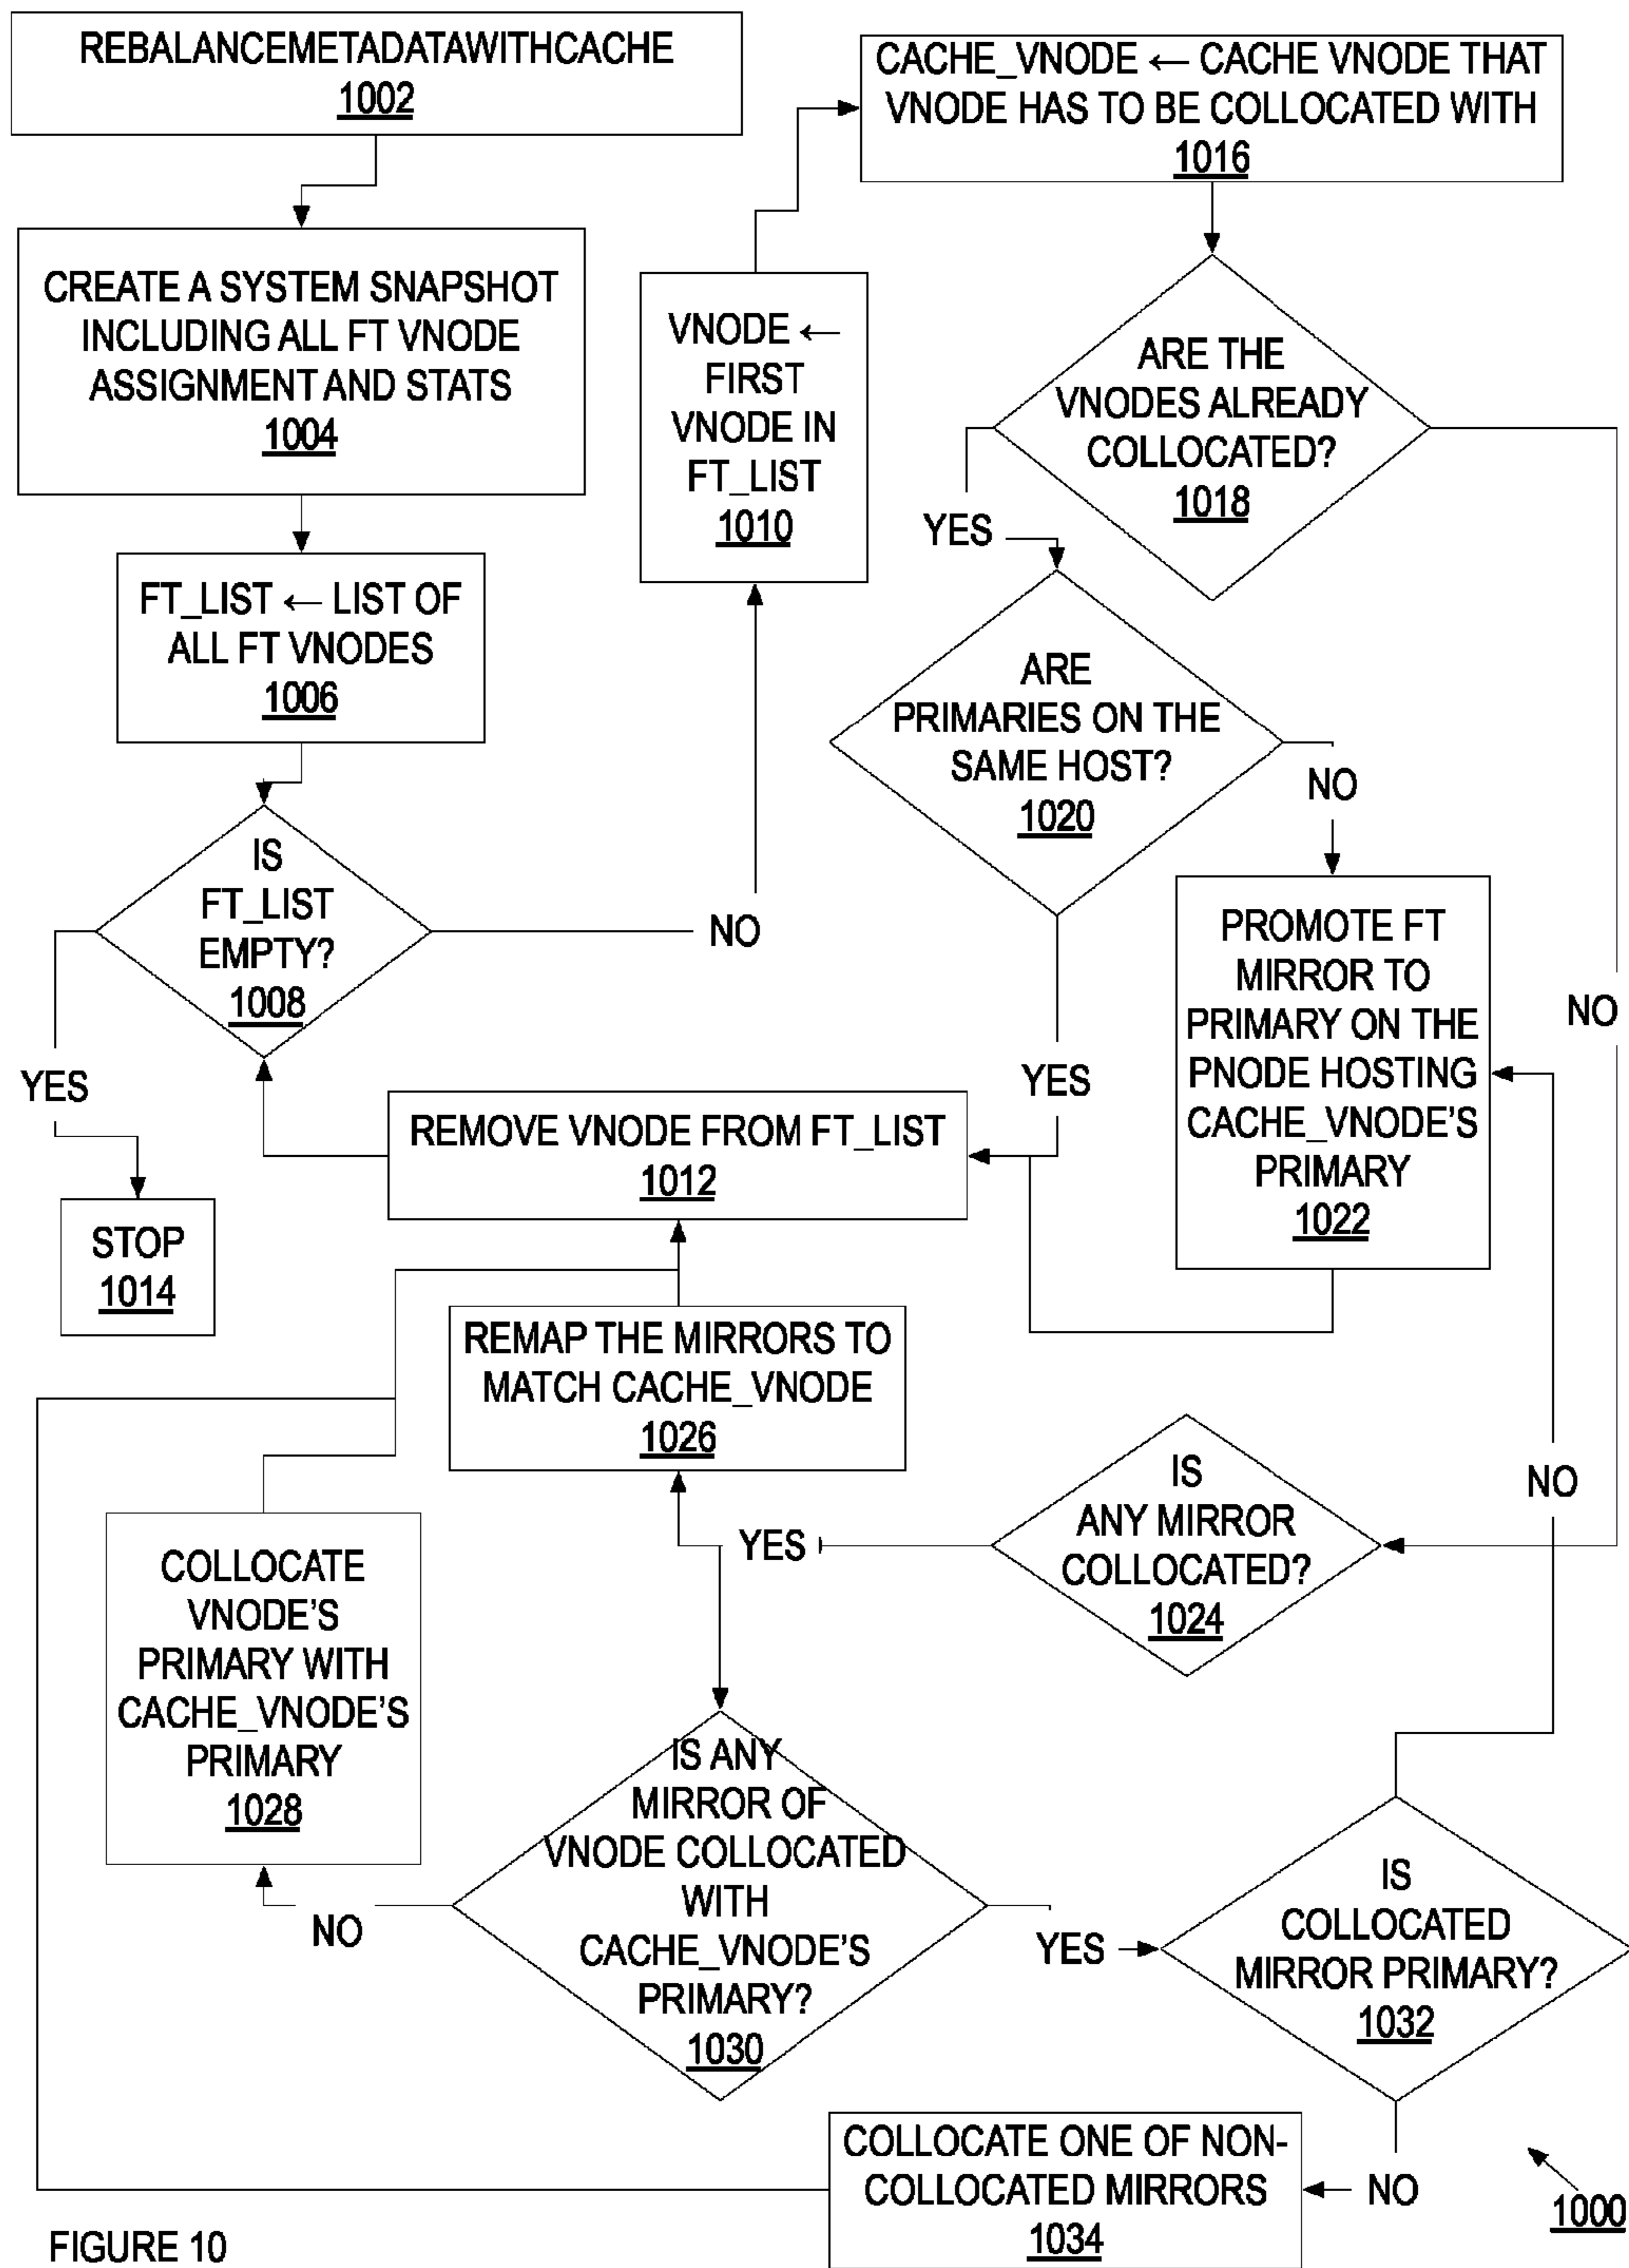 REBALANCEMETADATAWITHCACHE
1002
CREATE A SYSTEM SNAPSHOT
INCLUDING ALL FT VNODE
ASSIGNMENT AND STATS
1004
FT_LIST ← LIST OF
ALL FT VNODES
1006
IS
FT_LIST
EMPTY?
1008
YES
NO
STOP
1014
VNODE ←
FIRST
VNODE IN
FT_LIST
1010
CACHE_VNODE ← CACHE VNODE THAT
VNODE HAS TO BE COLLOCATED WITH
1016
ARE THE
VNODES ALREADY
COLLOCATED?
1018
YES
NO
ARE
PRIMARIES ON THE
SAME HOST?
1020
NO
YES
PROMOTE FT
MIRROR TO
PRIMARY ON THE
PNODE HOSTING
CACHE_VNODE'S
PRIMARY
1022
REMOVE VNODE FROM FT_LIST
1012
REMAP THE MIRRORS TO
MATCH CACHE_VNODE
1026
IS
ANY MIRROR
COLLOCATED?
1024
YES
NO
COLLOCATE
VNODE'S
PRIMARY WITH
CACHE_VNODE'S
PRIMARY
1028
IS ANY
MIRROR OF
VNODE COLLOCATED
WITH
CACHE_VNODE'S
PRIMARY?
1030
NO
YES
IS
COLLOCATED
MIRROR PRIMARY?
1032
NO
COLLOCATE ONE OF NON-
COLLOCATED MIRRORS
1034
1000
FIGURE 10